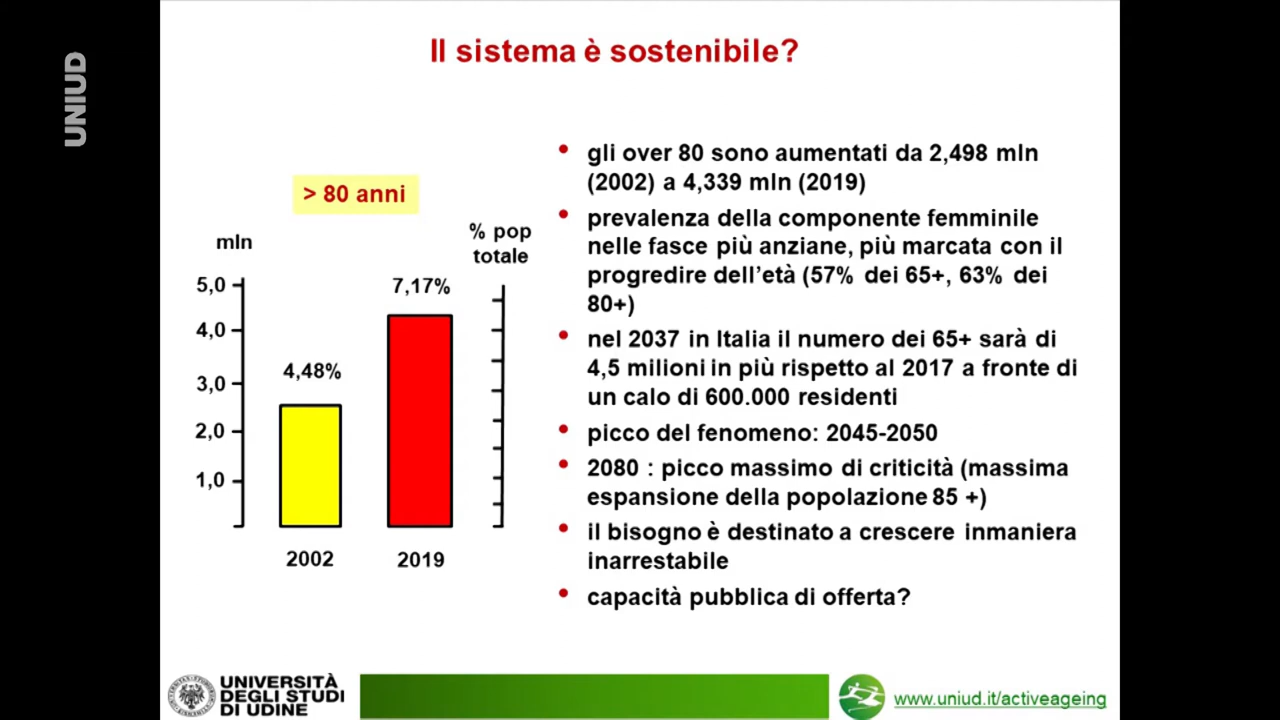 UNIUD
Il sistema è sostenibile?
> 80 anni
mln
% pop
totale
5,0
4,0
3,0
2,0
1,0
4,48%
7,17%
2002
2019
gli over 80 sono aumentati da 2,498 mln
(2002) a 4,339 mln (2019)
prevalenza della componente femminile
nelle fasce più anziane, più marcata con il
progredire dell’età (57% dei 65+, 63% dei
80+)
nel 2037 in Italia il numero dei 65+ sarà di
4,5 milioni in più rispetto al 2017 a fronte di
un calo di 600.000 residenti
picco del fenomeno: 2045-2050
2080 : picco massimo di criticità (massima
espansione della popolazione 85 +)
il bisogno è destinato a crescere inmaniera
inarrestabile
capacità pubblica di offerta?
UNIVERSITÀ
DEGLI STUDI
DI UDINE
www.uniud.it/activeageing